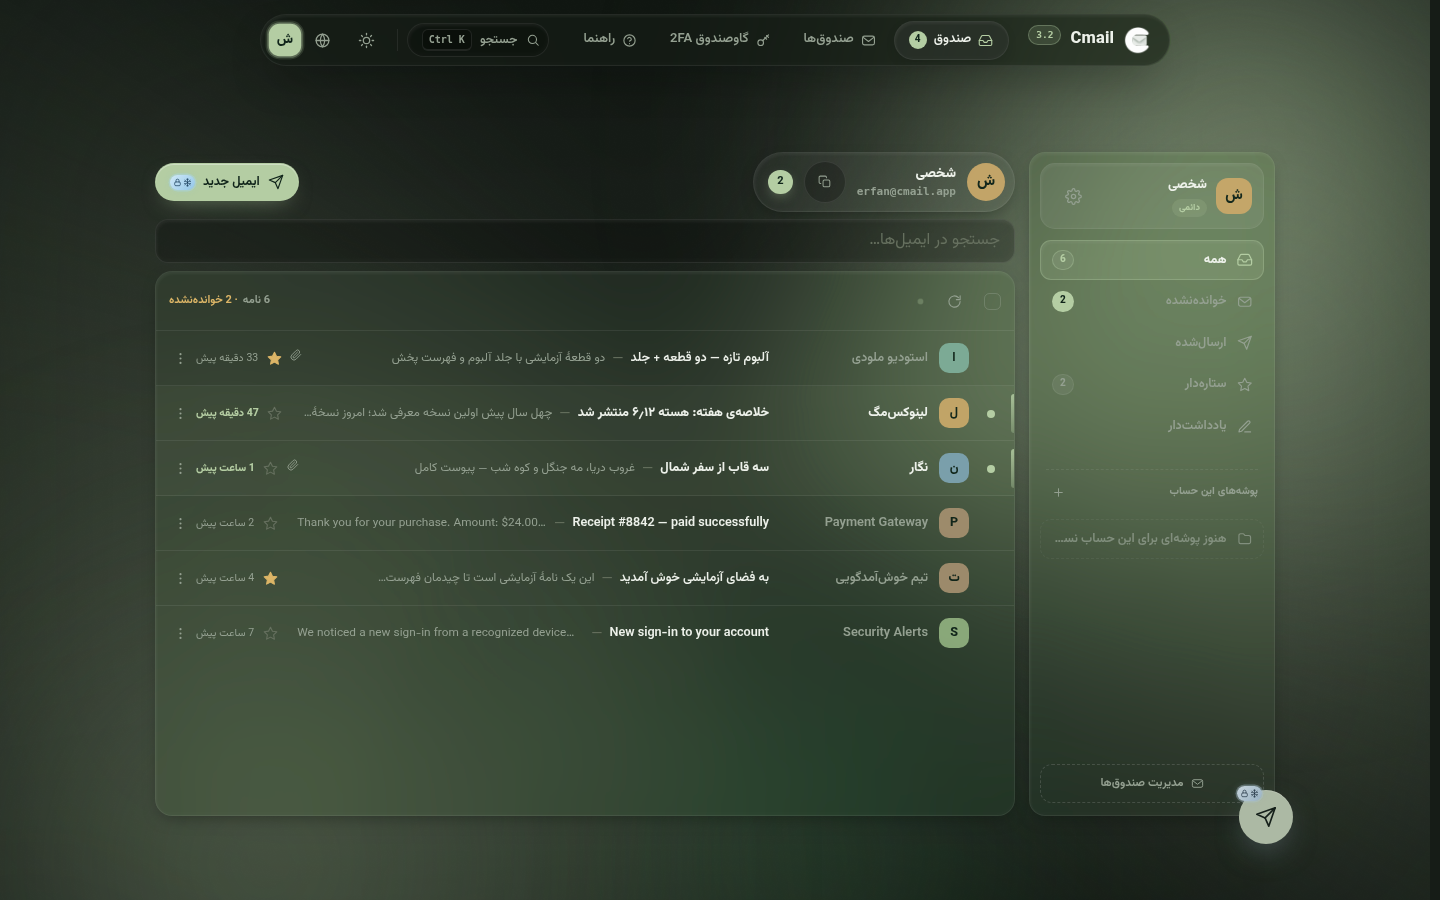 Cmail 3.2
صندوق 4
صندوق‌ها
گاوصندوق 2FA
راهنما
جستجو Ctrl K
ش
ش شخصی
دائمی
همه 6
خوانده‌نشده 2
ارسال‌شده
ستاره‌دار 2
یادداشت‌دار
پوشه‌های این حساب +
هنوز پوشه‌ای برای این حساب نس…
مدیریت صندوق‌ها
ش شخصی 2
erfan@cmail.app
ایمیل جدید
جستجو در ایمیل‌ها…
6 نامه · 2 خوانده‌نشده
ا استودیو ملودی آلبوم تازه — دو قطعه + جلد — دو قطعهٔ آزمایشی با جلد آلبوم و فهرست پخش 33 دقیقه پیش
ل لینوکس‌مگ خلاصه‌ی هفته: هسته ۶٫۱۲ منتشر شد — چهل سال پیش اولین نسخه معرفی شد؛ امروز نسخهٔ… 47 دقیقه پیش
ن نگار سه قاب از سفر شمال — غروب دریا، مه جنگل و کوه شب — پیوست کامل 1 ساعت پیش
P Payment Gateway Receipt #8842 — paid successfully — Thank you for your purchase. Amount: $24.00… 2 ساعت پیش
ت تیم خوش‌آمدگویی به فضای آزمایشی خوش آمدید — این یک نامهٔ آزمایشی است تا چیدمان فهرست… 4 ساعت پیش
S Security Alerts New sign-in to your account — We noticed a new sign-in from a recognized device… 7 ساعت پیش